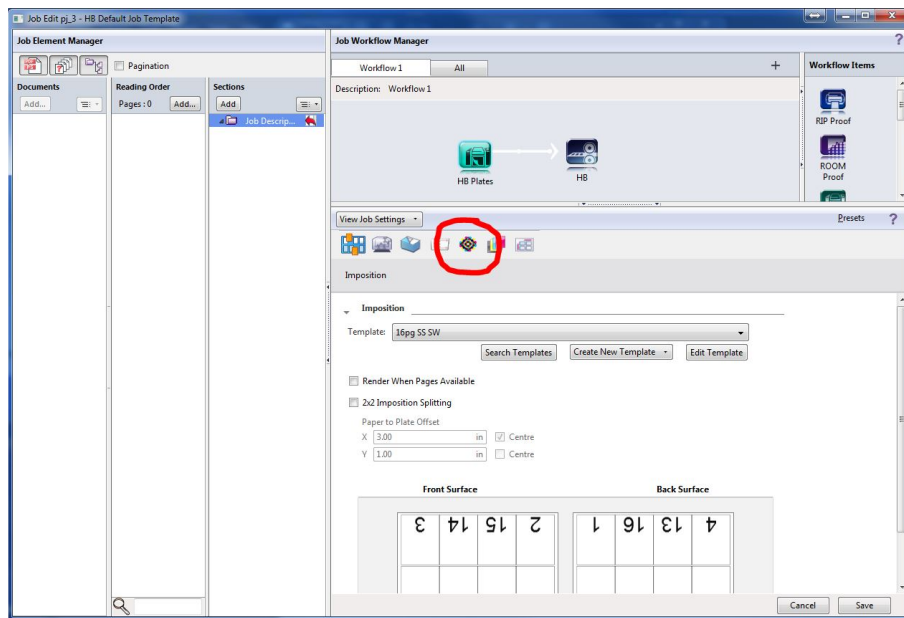 Job Edit pj_3 - HB Default Job Template
Job Element Manager
Pagination
Documents
Reading Order
Sections
Add...
Pages : 0
Add...
Add
Job Descrip...
Job Workflow Manager
?
Workflow 1
All
+
Description: Workflow 1
HB Plates
HB
Workflow Items
RIP Proof
ROOM
Proof
View Job Settings
Presets
?
Imposition
Imposition
Template: 16pg SS SW
Search Templates
Create New Template
Edit Template
Render When Pages Available
2x2 Imposition Splitting
Paper to Plate Offset
X 3.00 in Centre
Y 1.00 in Centre
Front Surface
Back Surface
3 14 15 2
1 16 13 4
Cancel
Save